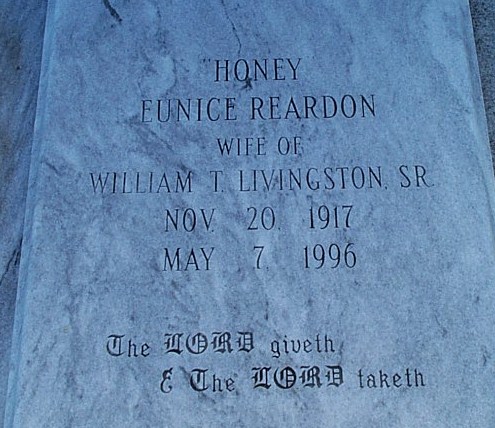 "HONEY
EUNICE REARDON
WIFE OF
WILLIAM T. LIVINGSTON, SR.
NOV. 20, 1917
MAY 7, 1996
The LORD giveth,
& The LORD taketh